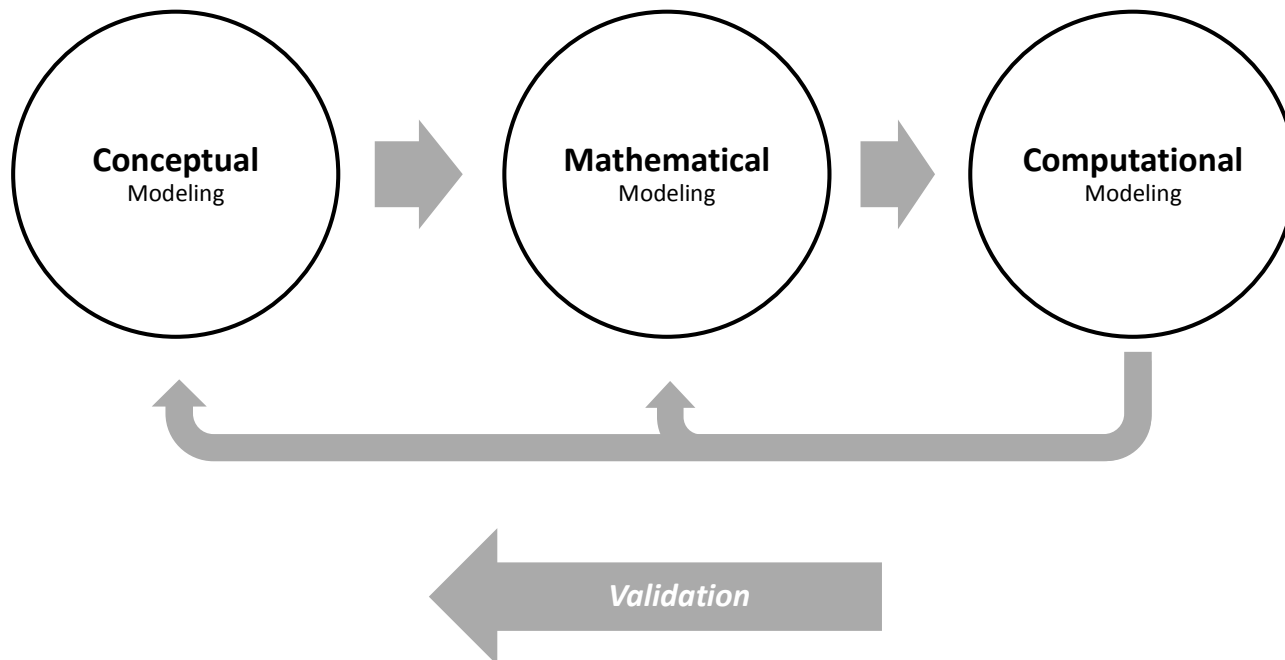 Conceptual
Modeling
Mathematical
Modeling
Computational
Modeling
Validation